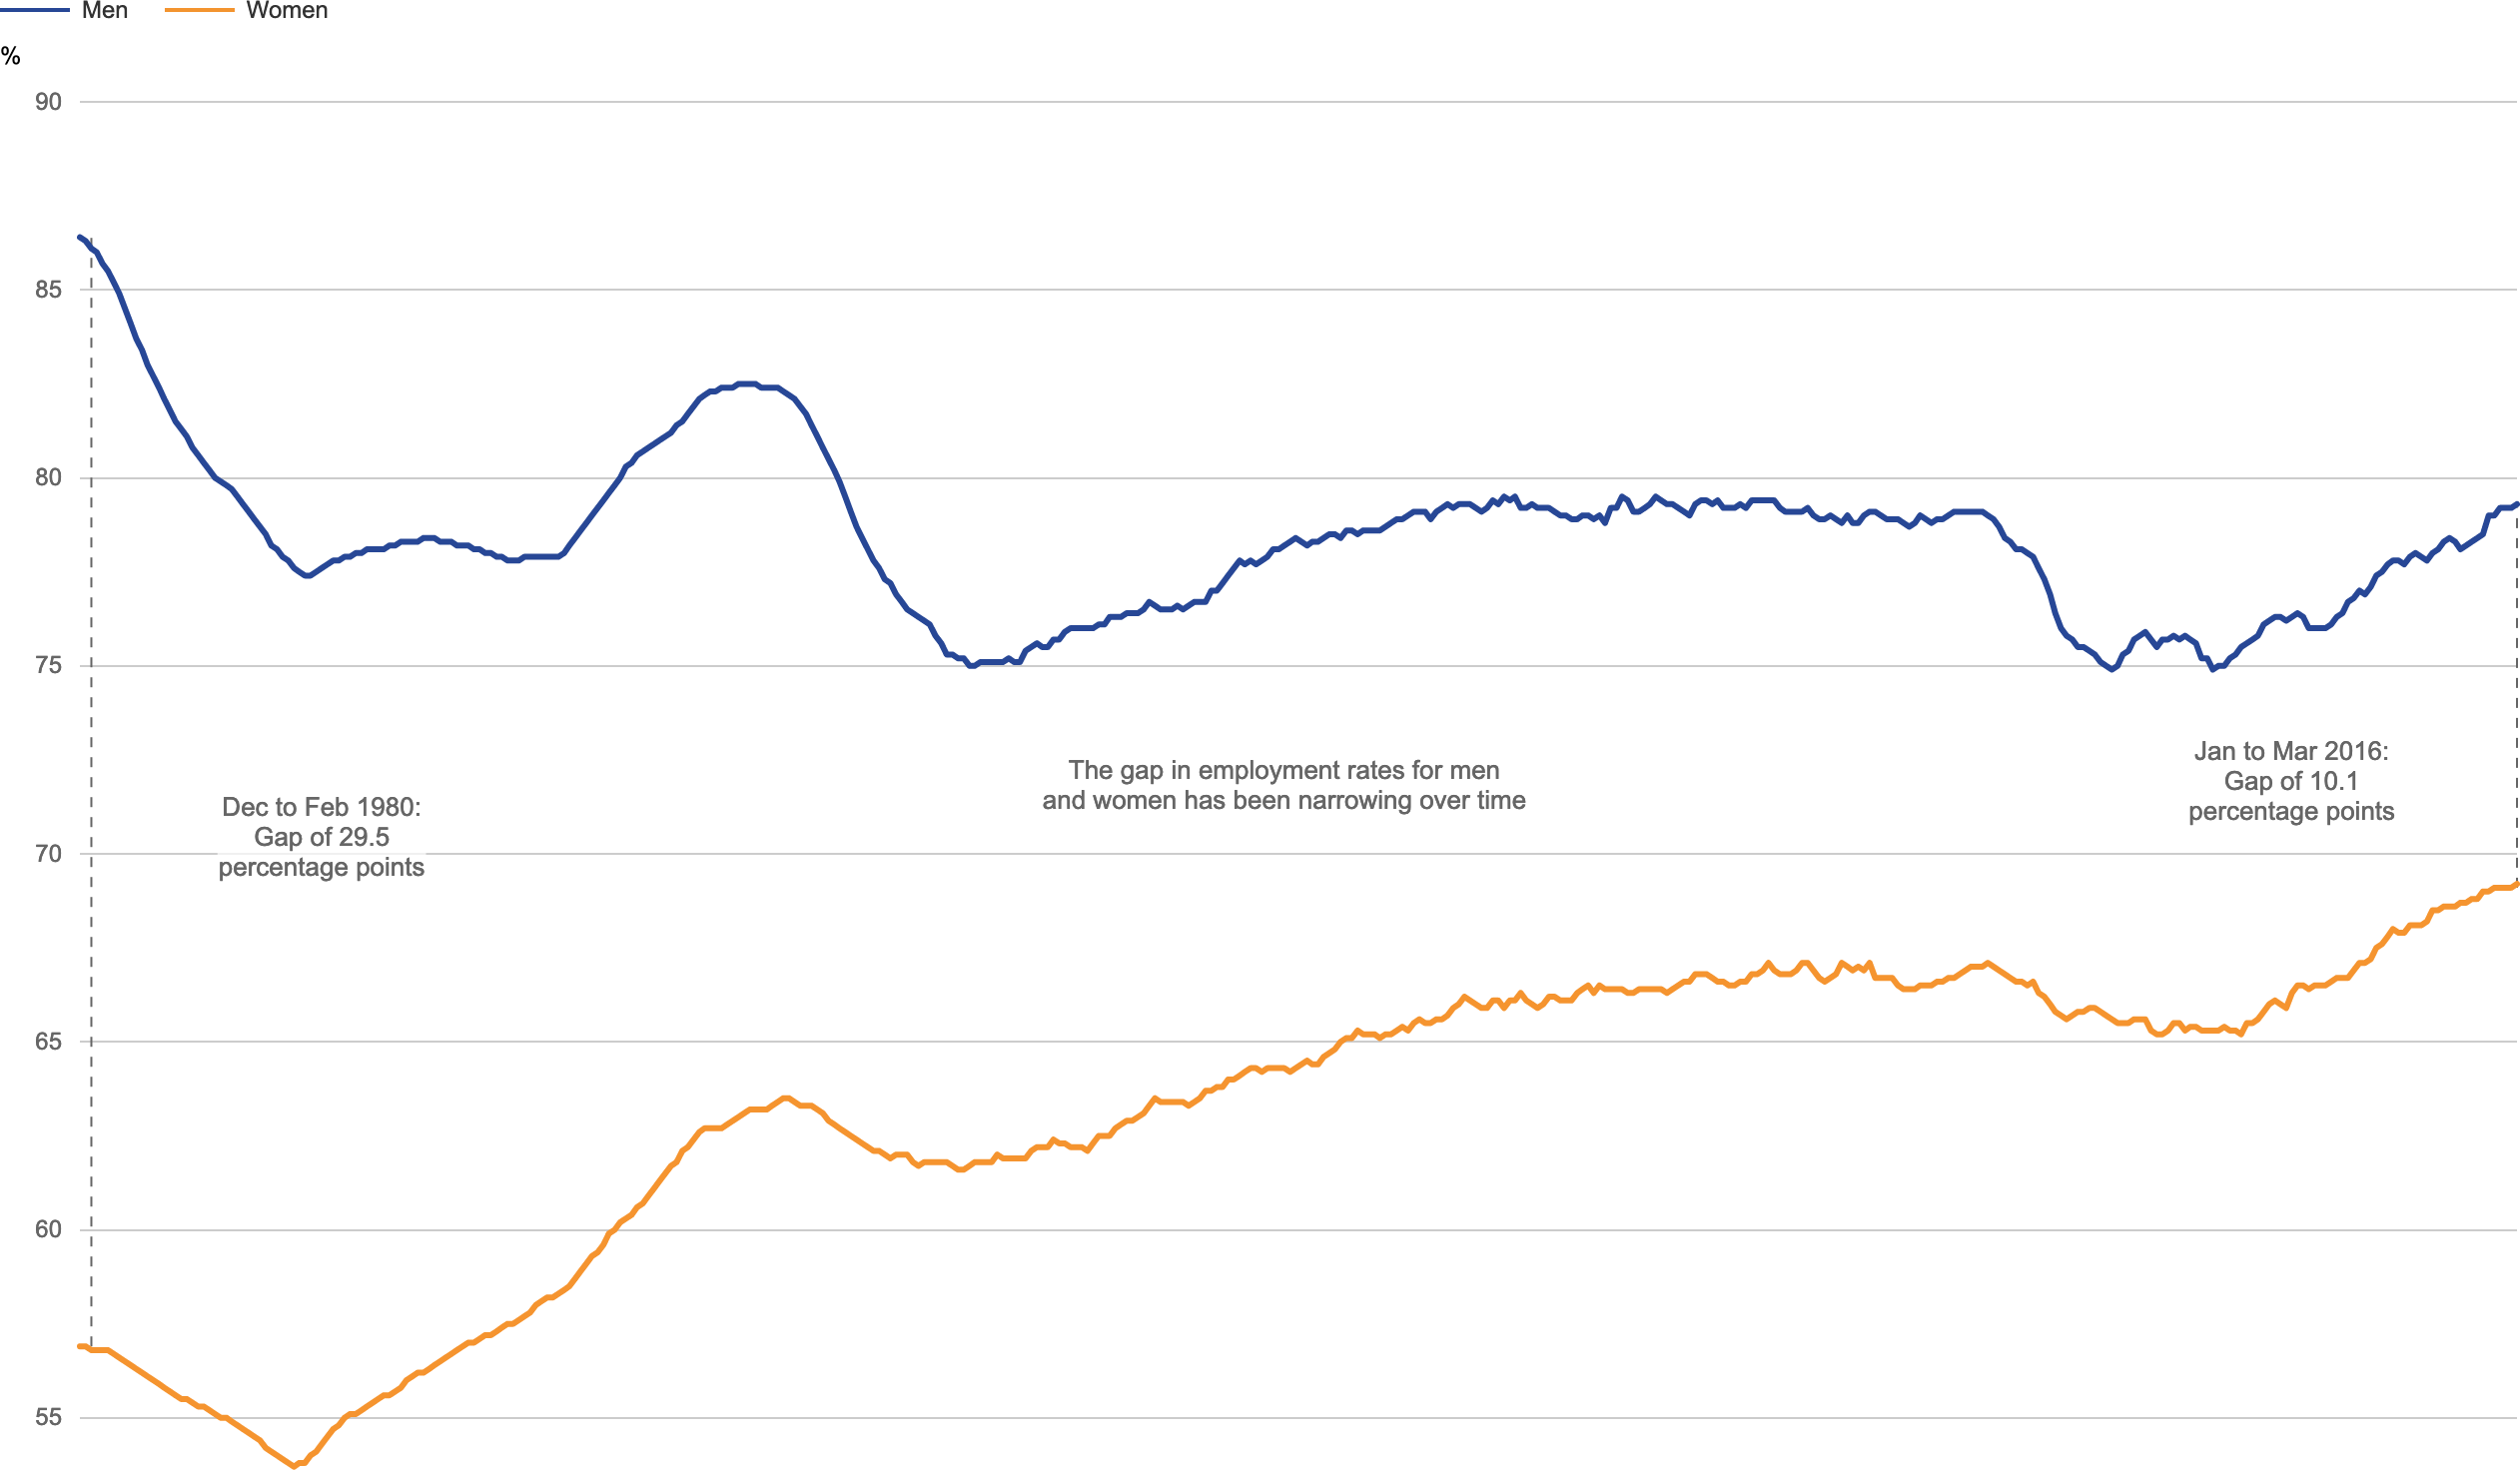 Men Women
%
90
85
80
75
The gap in employment rates for men
and women has been narrowing over time
Jan to Mar 2016:
Gap of 10.1
percentage points
Dec to Feb 1980:
Gap of 29.5
percentage points
70
65
60
55